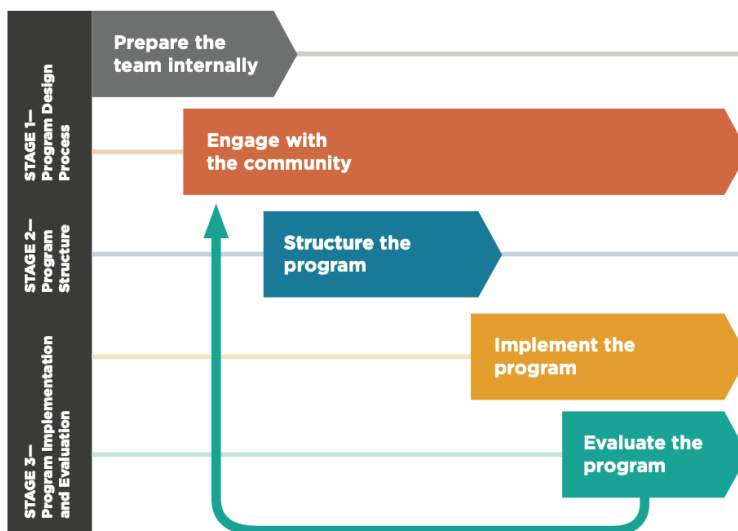 Prepare the
team internally
STAGE 1—
Program Design
Process
Engage with
the community
STAGE 2—
Program
Structure
Structure the
program
Implement the
program
STAGE 3—
Program Implementation
and Evaluation
Evaluate the
program